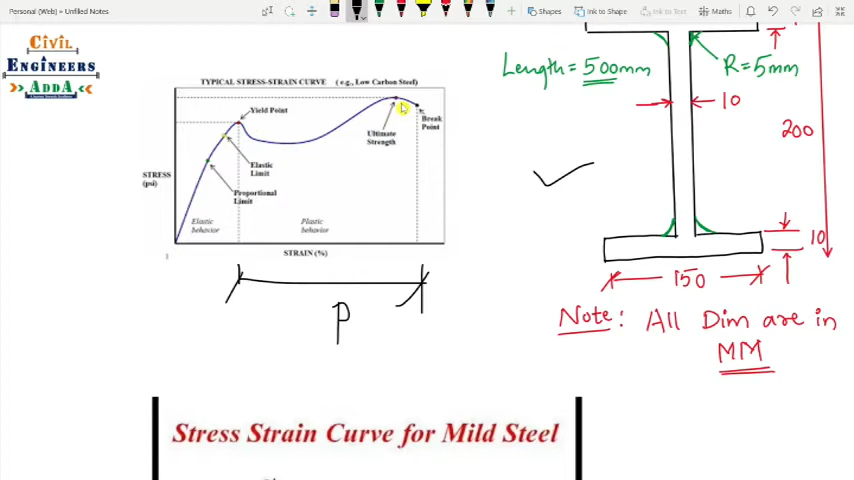 Personal (Web) » Unfiled Notes
Shapes
Ink to Shape
Ink to Text
Maths
CIVIL
ENGINEERS
ADDA
TYPICAL STRESS-STRAIN CURVE ( e.g., Low Carbon Steel)
Yield Point
Ultimate
Strength
Break
Point
Elastic
Limit
Proportional
Limit
STRESS
(psi)
Elastic
behavior
Plastic
behavior
STRAIN (%)
P
Length = 500mm
R=5mm
10
200
10
150
Note: All Dim are in
MM
Stress Strain Curve for Mild Steel